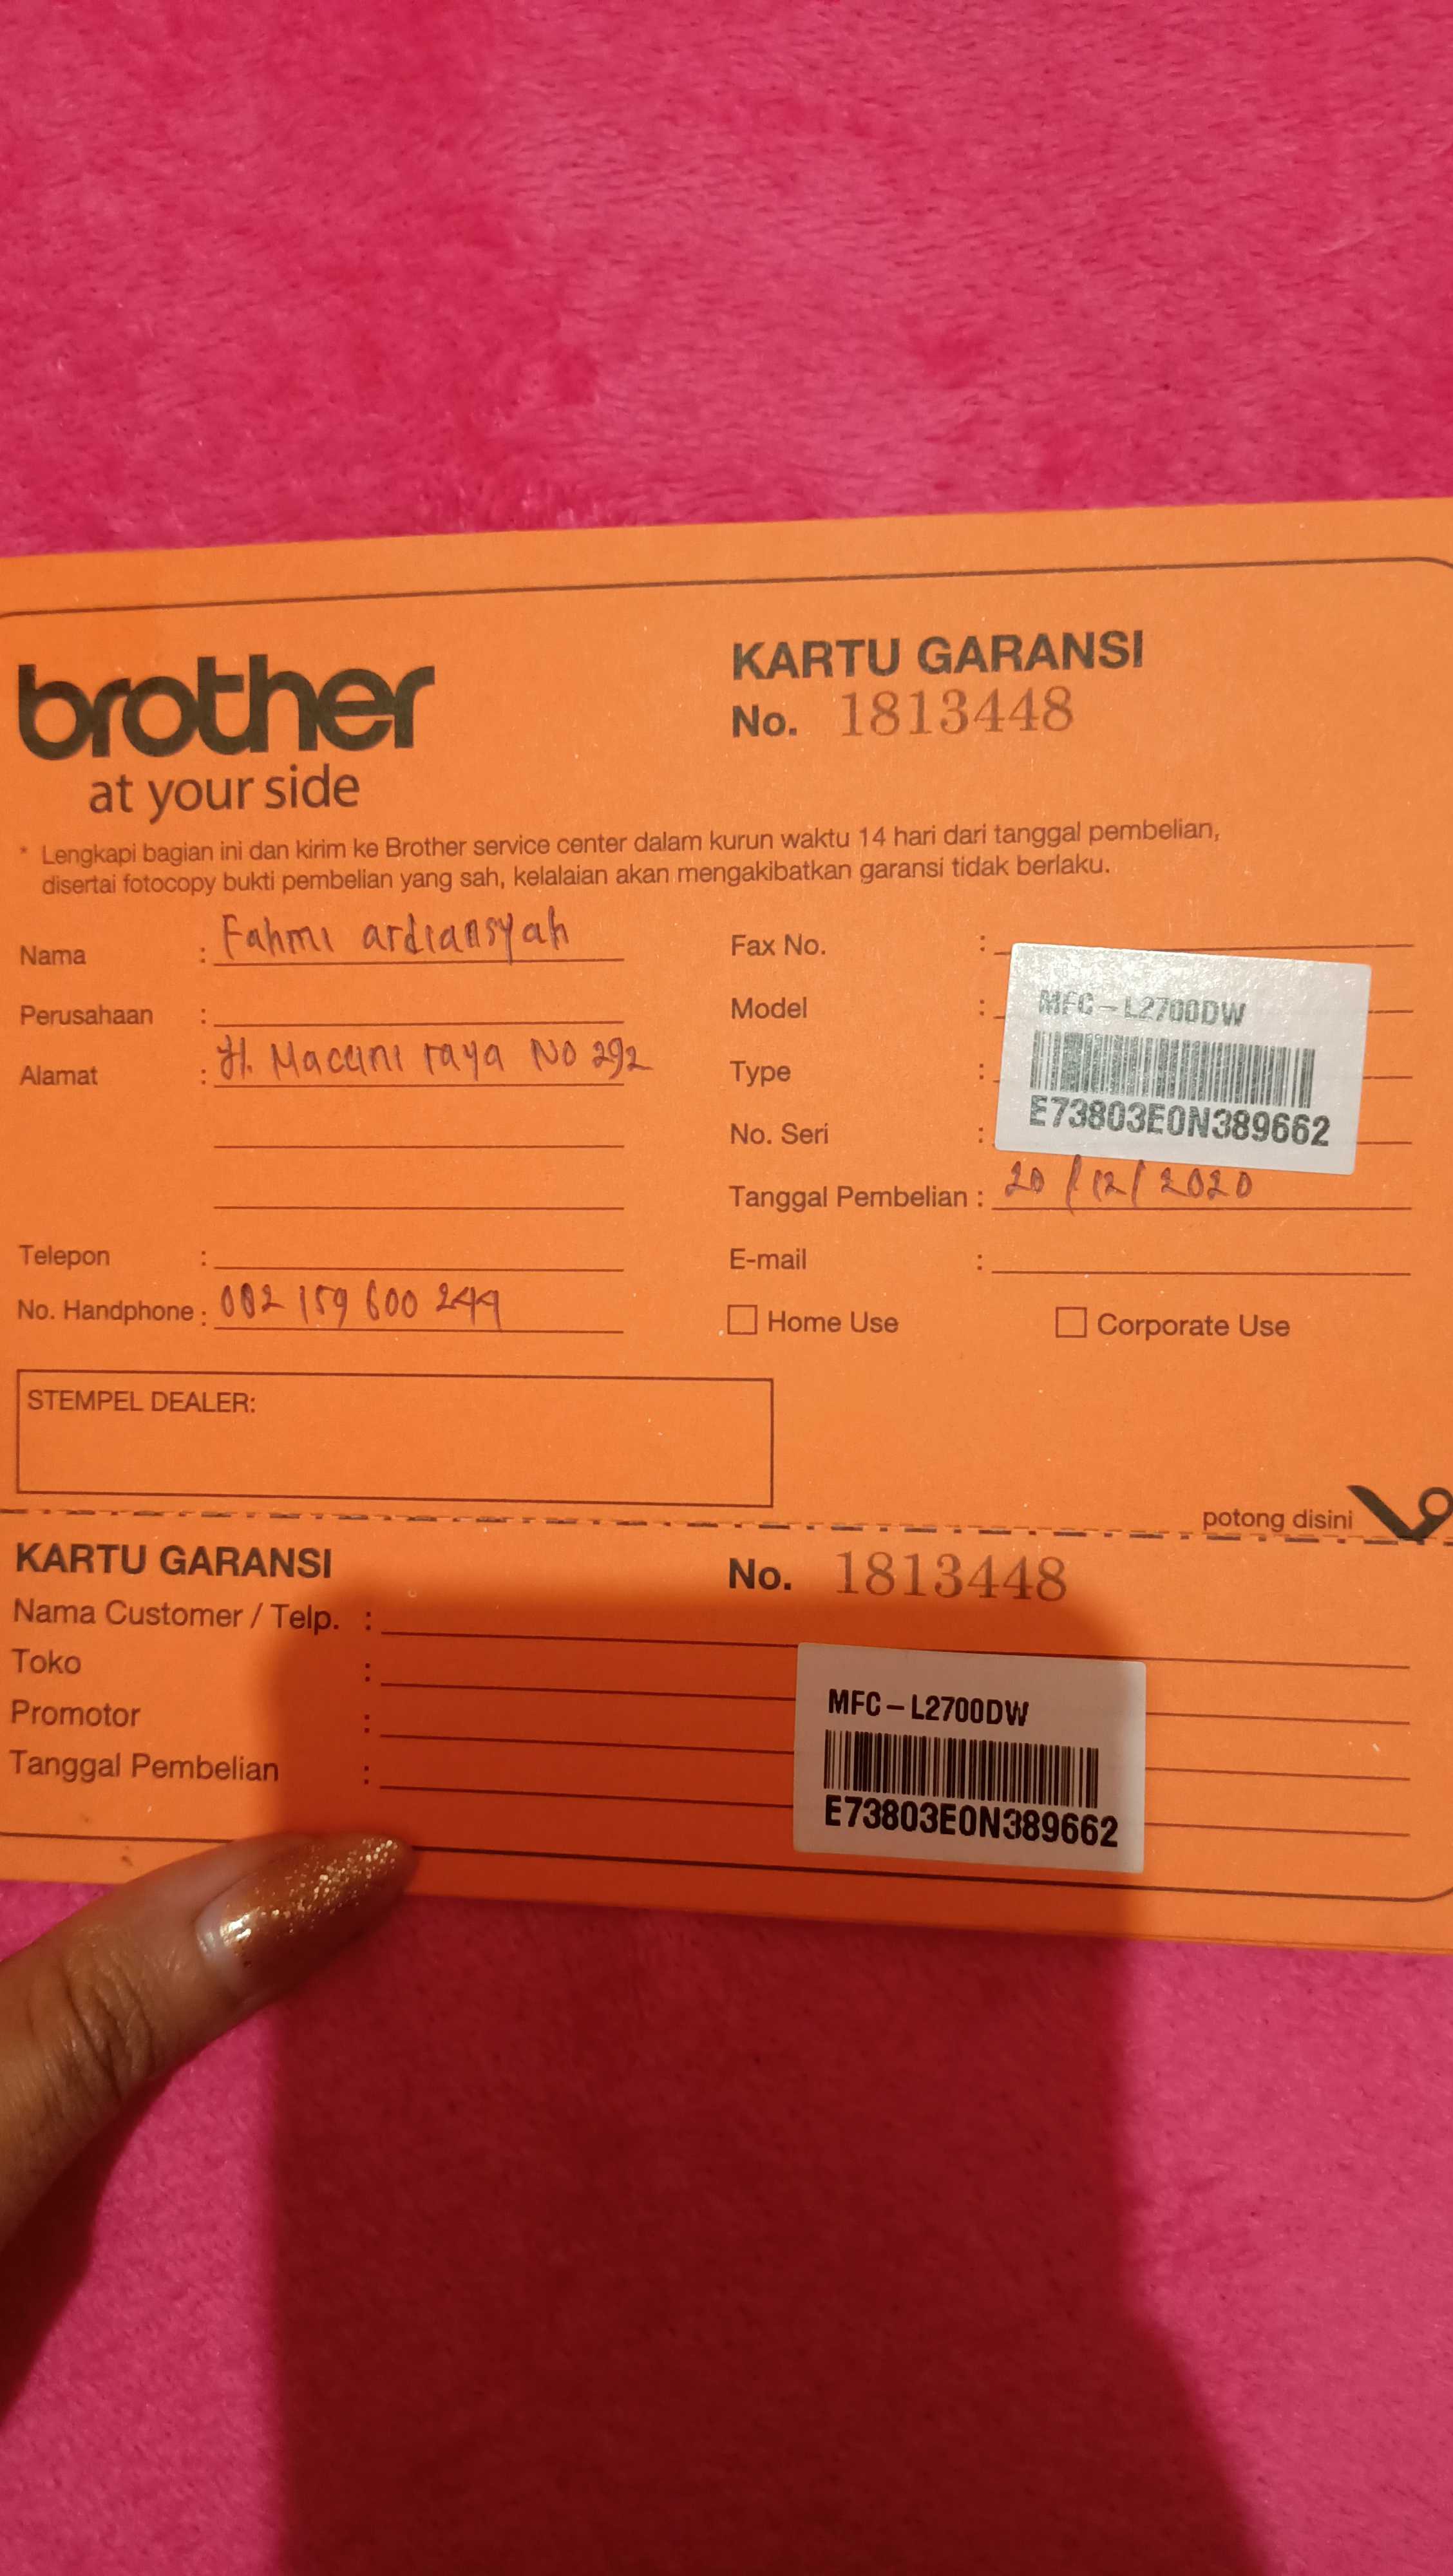 brother
at your side
KARTU GARANSI
No. 1813448
* Lengkapi bagian ini dan kirim ke Brother service center dalam kurun waktu 14 hari dari tanggal pembelian,
disertai fotocopy bukti pembelian yang sah, kelalaian akan mengakibatkan garansi tidak berlaku.
Nama : Fahmi ardiansyah
Perusahaan :
Alamat : Jl. Maccini raya No 292
Telepon :
No. Handphone : 082 159 600 244
Fax No. :
Model :
Type :
No. Seri :
MFC-L2700DW
E73803E0N389662
Tanggal Pembelian : 20/12/2020
E-mail :
Home Use Corporate Use
STEMPEL DEALER:
potong disini
KARTU GARANSI No. 1813448
Nama Customer / Telp. :
Toko :
Promotor :
Tanggal Pembelian :
MFC-L2700DW
E73803E0N389662